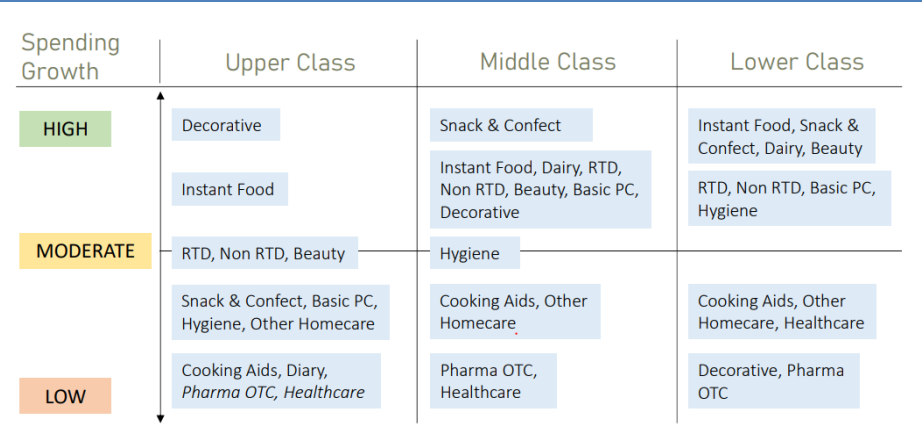 Spending
Growth
Upper Class
Middle Class
Lower Class
HIGH
Decorative
Snack & Confect
Instant Food, Snack &
Confect, Dairy, Beauty
Instant Food
Instant Food, Dairy, RTD,
Non RTD, Beauty, Basic PC,
Decorative
RTD, Non RTD, Basic PC,
Hygiene
MODERATE
RTD, Non RTD, Beauty
Hygiene
Snack & Confect, Basic PC,
Hygiene, Other Homecare
Cooking Aids, Other
Homecare
Cooking Aids, Other
Homecare, Healthcare
LOW
Cooking Aids, Diary,
Pharma OTC, Healthcare
Pharma OTC,
Healthcare
Decorative, Pharma
OTC